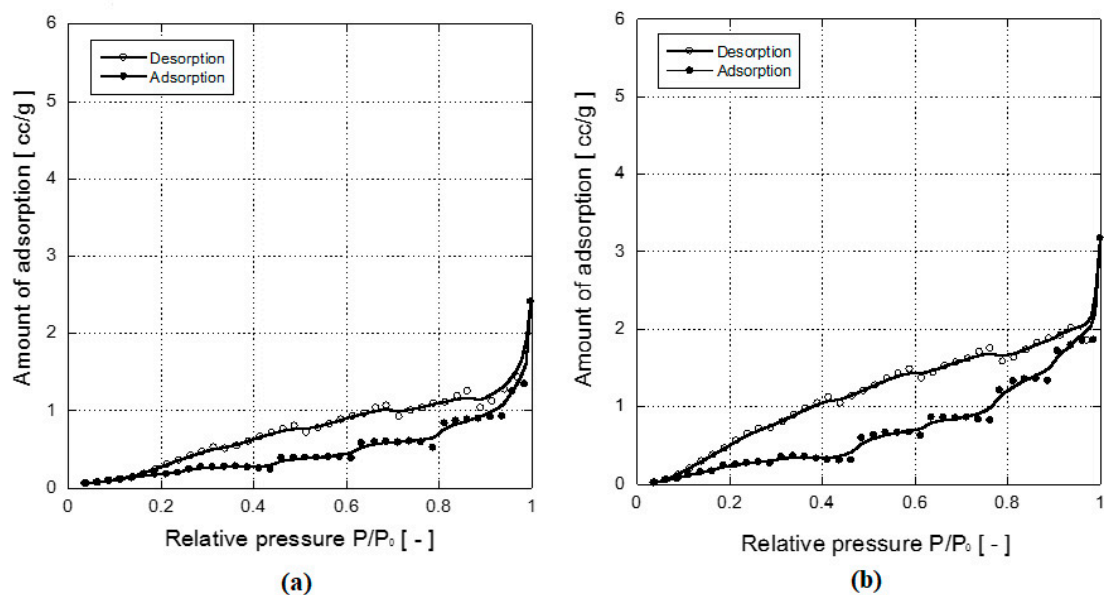 6
5
4
3
2
1
0
Amount of adsorption [ cc/g ]
Desorption
Adsorption
0 0.2 0.4 0.6 0.8 1
Relative pressure P/P₀ [ - ]
(a)
6
5
4
3
2
1
0
Amount of adsorption [ cc/g ]
Desorption
Adsorption
0 0.2 0.4 0.6 0.8 1
Relative pressure P/P₀ [ - ]
(b)